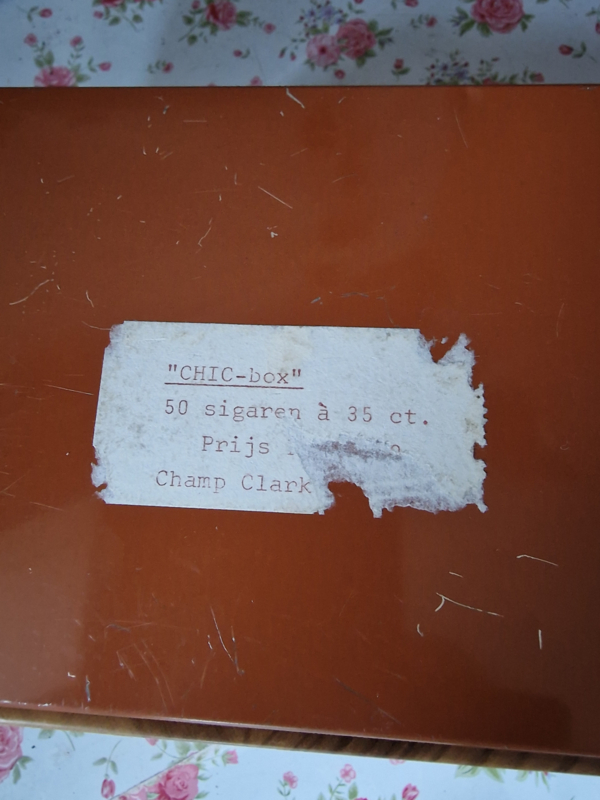 "CHIC-box"
50 sigaren à 35 ct.
Prijs
Champ Clark